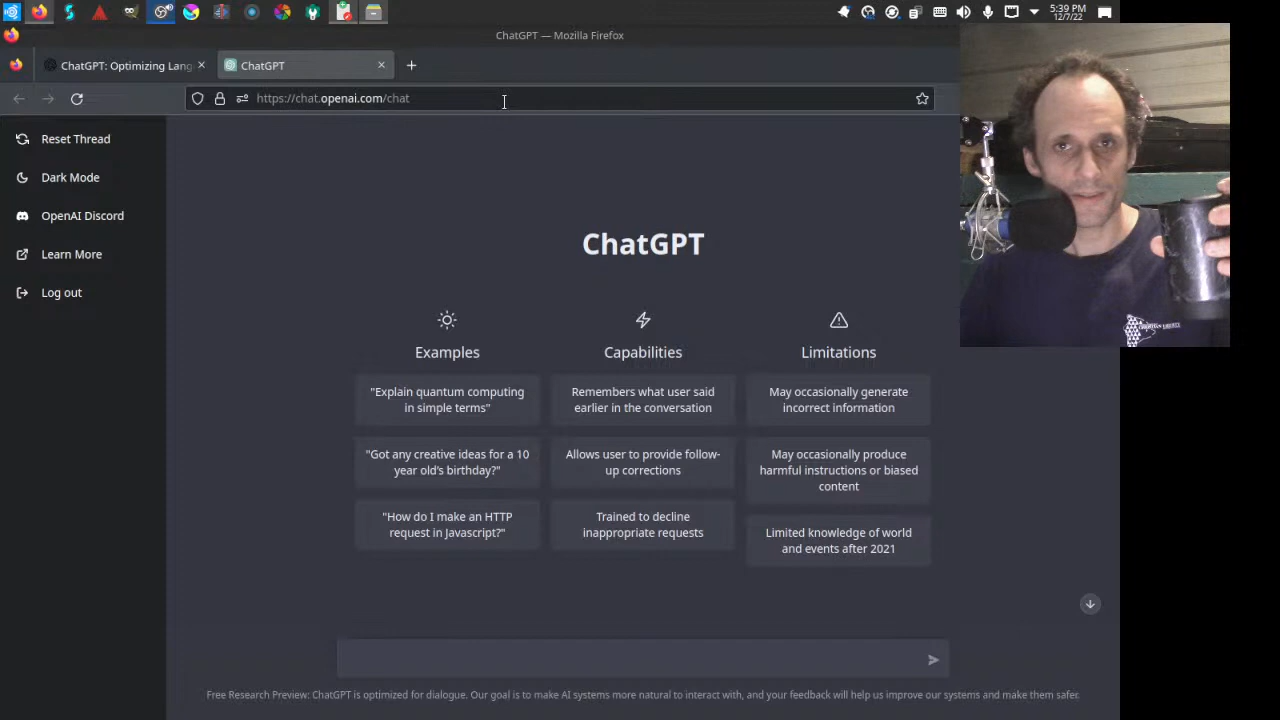 5:39 PM
12/7/22
ChatGPT — Mozilla Firefox
ChatGPT: Optimizing Lang
ChatGPT
https://chat.openai.com/chat
Reset Thread
Dark Mode
OpenAI Discord
Learn More
Log out
ChatGPT
Examples
"Explain quantum computing
in simple terms"
"Got any creative ideas for a 10
year old's birthday?"
"How do I make an HTTP
request in Javascript?"
Capabilities
Remembers what user said
earlier in the conversation
Allows user to provide follow-
up corrections
Trained to decline
inappropriate requests
Limitations
May occasionally generate
incorrect information
May occasionally produce
harmful instructions or biased
content
Limited knowledge of world
and events after 2021
Free Research Preview: ChatGPT is optimized for dialogue. Our goal is to make AI systems more natural to interact with, and your feedback will help us improve our systems and make them safer.